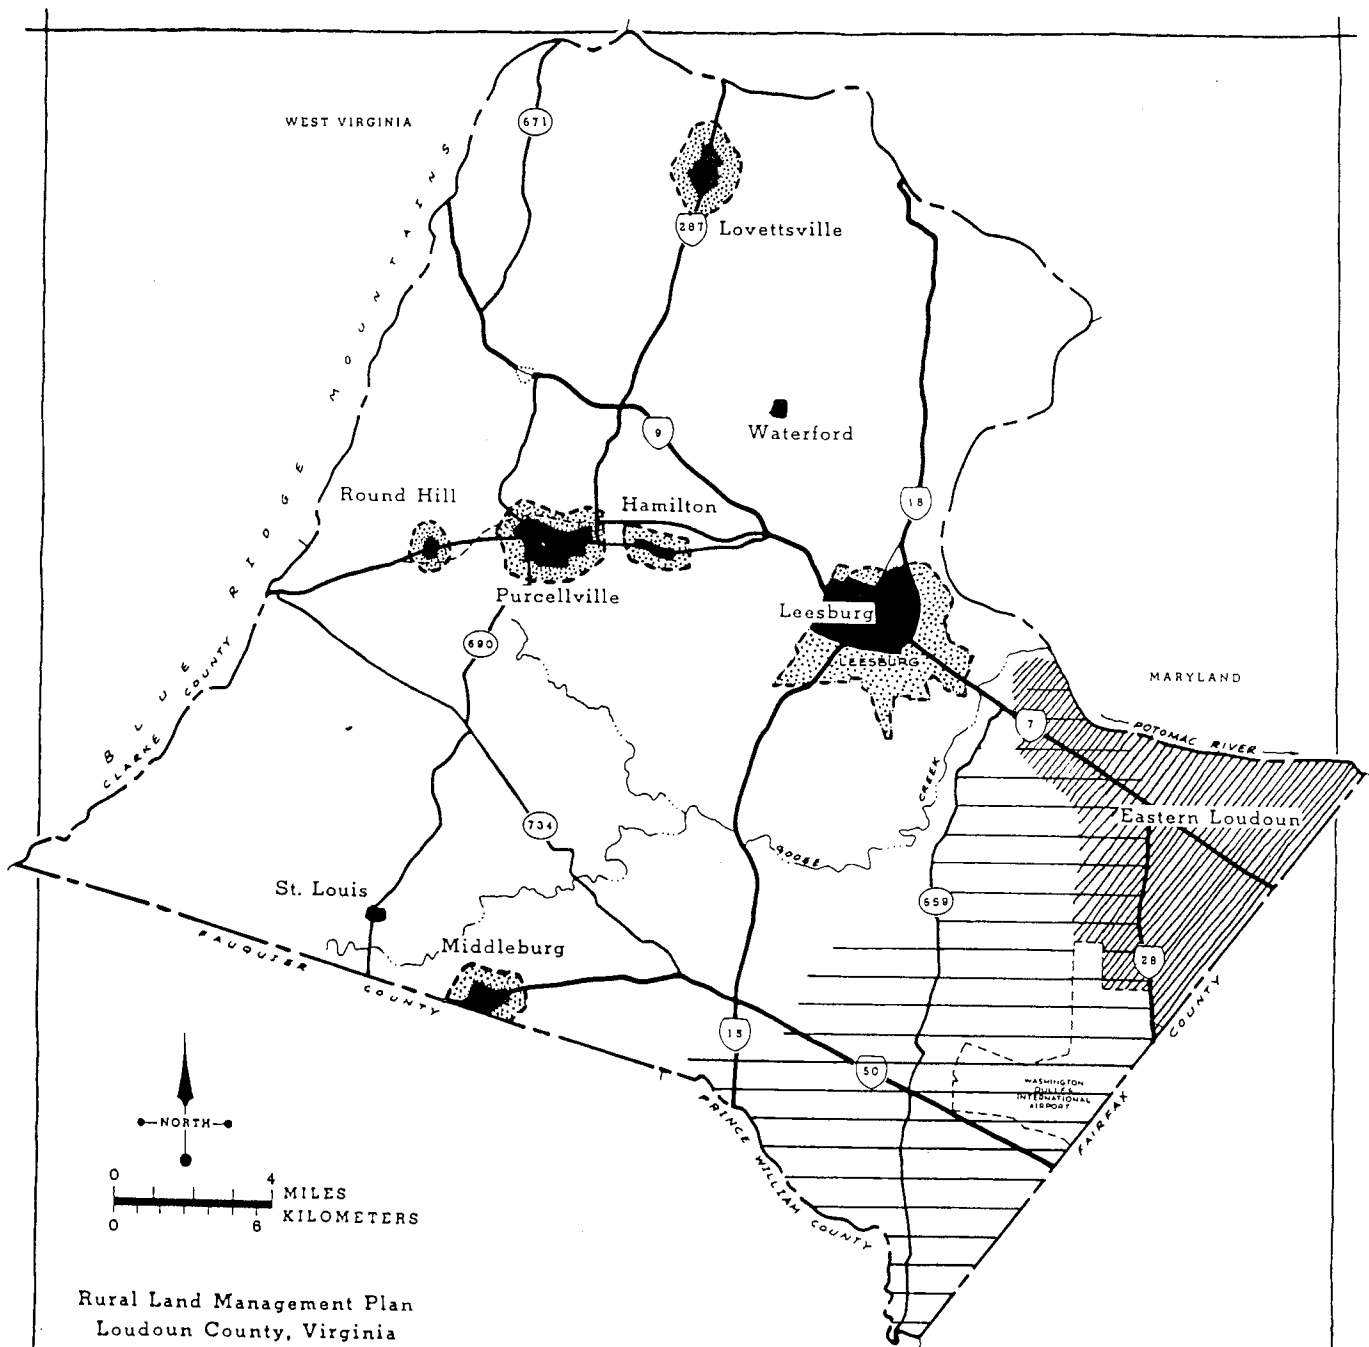 WEST VIRGINIA
671
287
Lovettsville
BLUE RIDGE MOUNTAINS
9
Waterford
Round Hill
Hamilton
15
Purcellville
Leesburg
LEESBURG
690
CLARKE COUNTY
MARYLAND
7
POTOMAC RIVER
GOOSE CREEK
Eastern Loudoun
734
St. Louis
659
Middleburg
FAUQUIER COUNTY
28
15
50
WASHINGTON
DULLES
INTERNATIONAL
AIRPORT
FAIRFAX COUNTY
PRINCE WILLIAM COUNTY
NORTH
0 4
MILES
KILOMETERS
0 6
Rural Land Management Plan
Loudoun County, Virginia